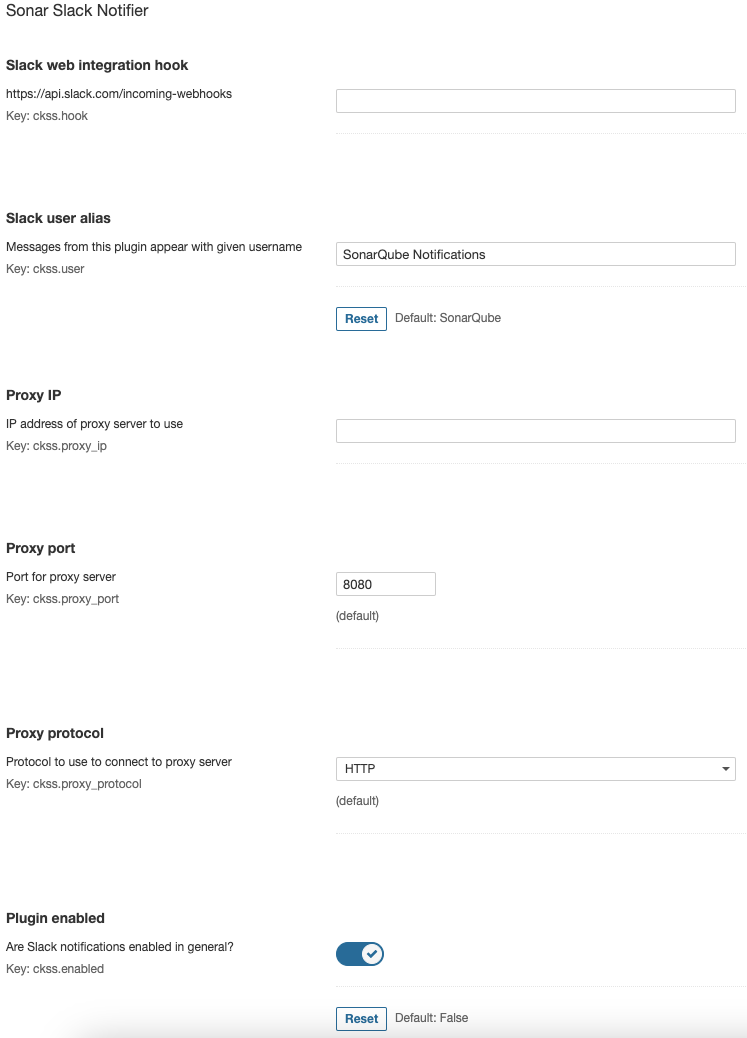 Sonar Slack Notifier
Slack web integration hook
https://api.slack.com/incoming-webhooks
Key: ckss.hook
Slack user alias
Messages from this plugin appear with given username
Key: ckss.user
SonarQube Notifications
Reset Default: SonarQube
Proxy IP
IP address of proxy server to use
Key: ckss.proxy_ip
Proxy port
Port for proxy server
Key: ckss.proxy_port
8080
(default)
Proxy protocol
Protocol to use to connect to proxy server
Key: ckss.proxy_protocol
HTTP
(default)
Plugin enabled
Are Slack notifications enabled in general?
Key: ckss.enabled
Reset Default: False